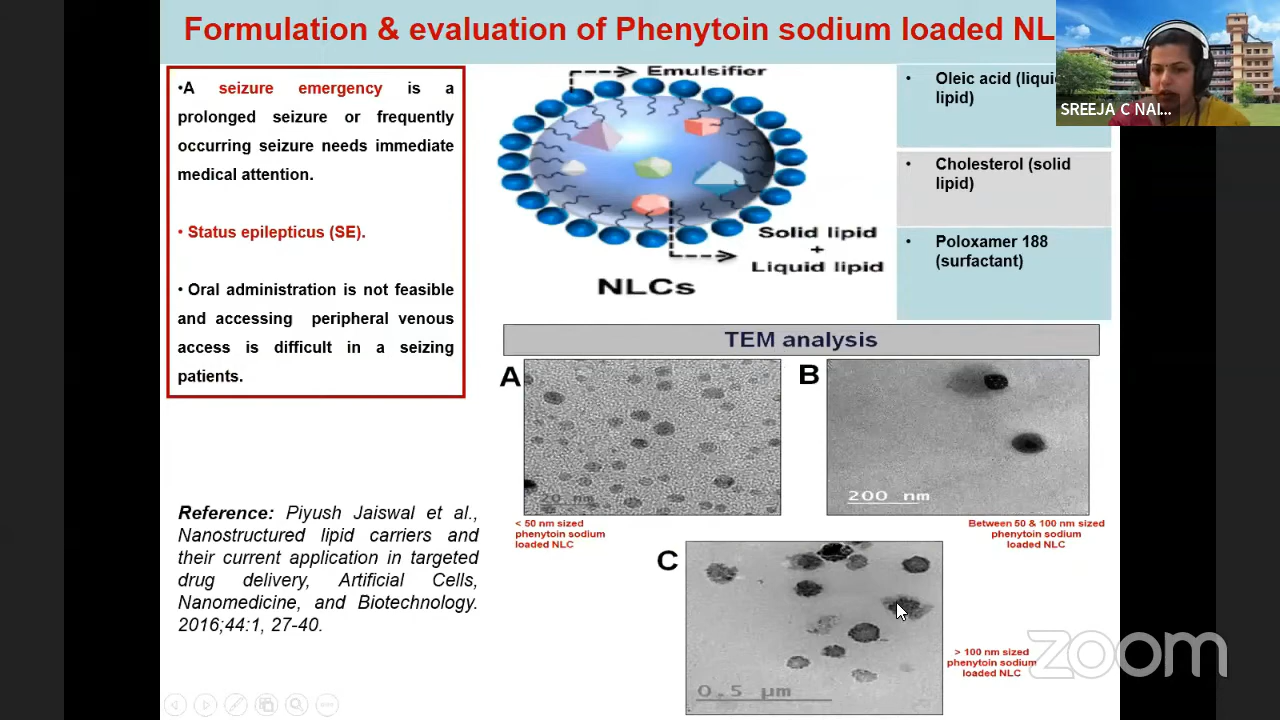 Formulation & evaluation of Phenytoin sodium loaded NL
SREEJA C NAI...
•A seizure emergency is a
prolonged seizure or frequently
occurring seizure needs immediate
medical attention.
• Status epilepticus (SE).
• Oral administration is not feasible
and accessing peripheral venous
access is difficult in a seizing
patients.
Reference: Piyush Jaiswal et al.,
Nanostructured lipid carriers and
their current application in targeted
drug delivery, Artificial Cells,
Nanomedicine, and Biotechnology.
2016;44:1, 27-40.
Emulsifier
Solid lipid
+
Liquid lipid
NLCs
• Oleic acid (liqui
lipid)
• Cholesterol (solid
lipid)
• Poloxamer 188
(surfactant)
TEM analysis
A
20 nm
< 50 nm sized
phenytoin sodium
loaded NLC
B
200 nm
Between 50 & 100 nm sized
phenytoin sodium
loaded NLC
C
0.5 µm
> 100 nm sized
phenytoin sodium
loaded NLC
zoom